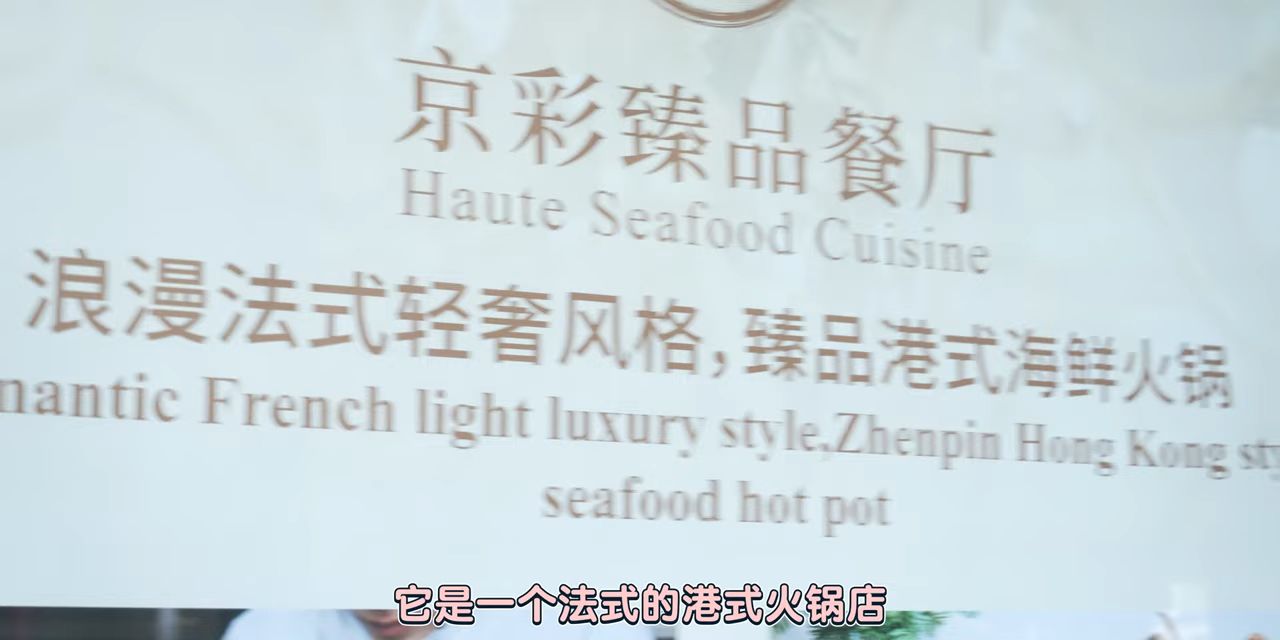 京彩臻品餐厅
Haute Seafood Cuisine
浪漫法式轻奢风格,臻品港式海鲜火锅
mantic French light luxury style,Zhenpin Hong Kong sty
seafood hot pot
它是一个法式的港式火锅店